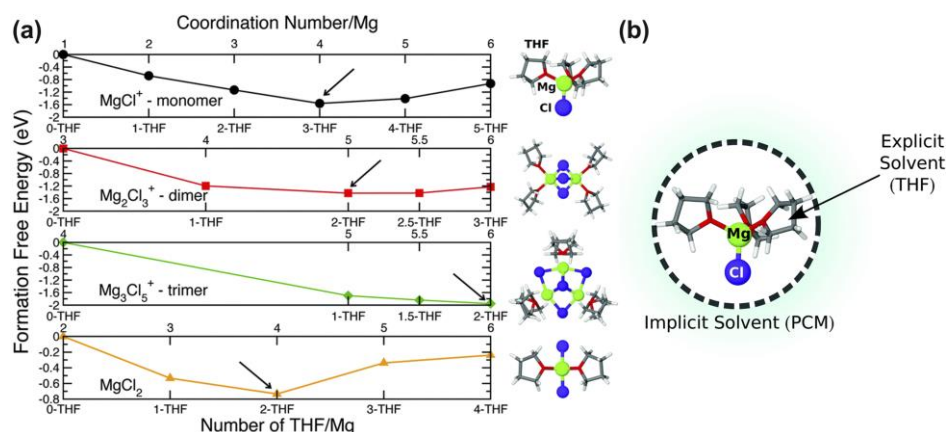 (a)
Coordination Number/Mg
Formation Free Energy (eV)
1 2 3 4 5 6
0
-0.4
-0.8
-1.2
-1.6
-2
MgCl⁺ - monomer
0-THF 1-THF 2-THF 3-THF 4-THF 5-THF
3 4 5 5.5 6
0
-0.4
-0.8
-1.2
-1.6
-2
Mg₂Cl₃⁺ - dimer
0-THF 1-THF 2-THF 2.5-THF 3-THF
4 5 5.5 6
0
-0.4
-0.8
-1.2
-1.6
-2
Mg₃Cl₅⁺ - trimer
0-THF 1-THF 1.5-THF 2-THF
2 3 4 5 6
0
-0.2
-0.4
-0.6
-0.8
MgCl₂
0-THF 1-THF 2-THF 3-THF 4-THF
Number of THF/Mg
THF
Mg
Cl
(b)
Explicit
Solvent
(THF)
Mg
Cl
Implicit Solvent (PCM)